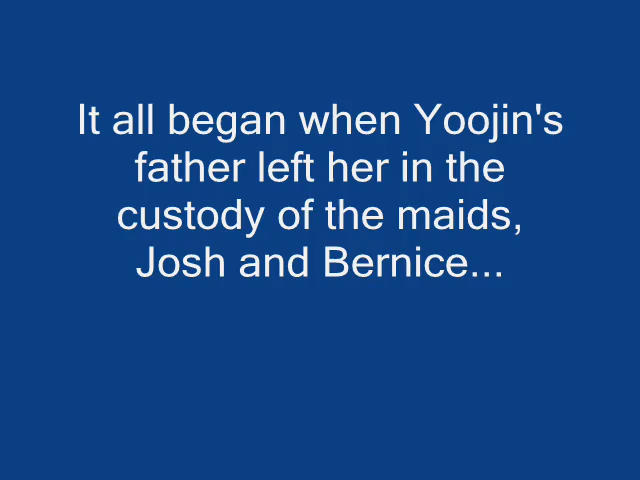 It all began when Yoojin's
father left her in the
custody of the maids,
Josh and Bernice...